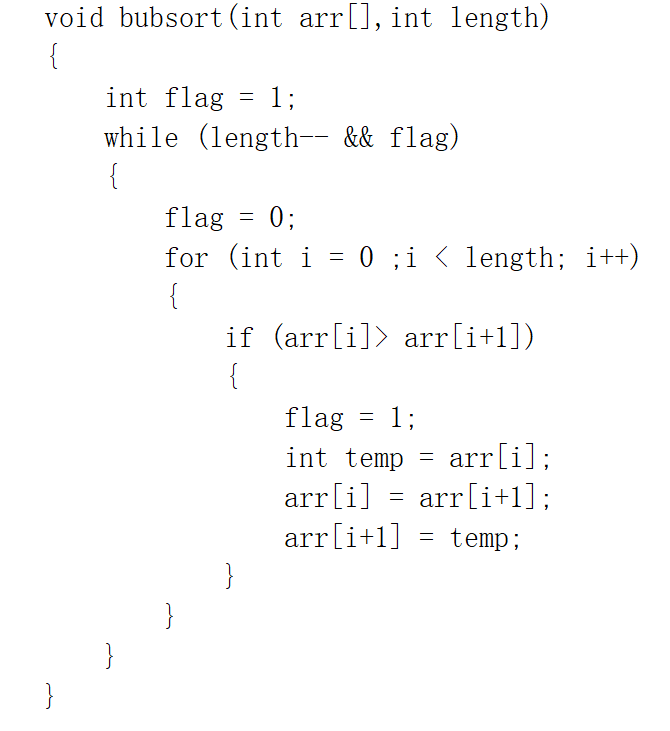 void bubsort(int arr[],int length)
{
    int flag = 1;
    while (length-- && flag)
    {
        flag = 0;
        for (int i = 0 ;i < length; i++)
        {
            if (arr[i]> arr[i+1])
            {
                flag = 1;
                int temp = arr[i];
                arr[i] = arr[i+1];
                arr[i+1] = temp;
            }
        }
    }
}